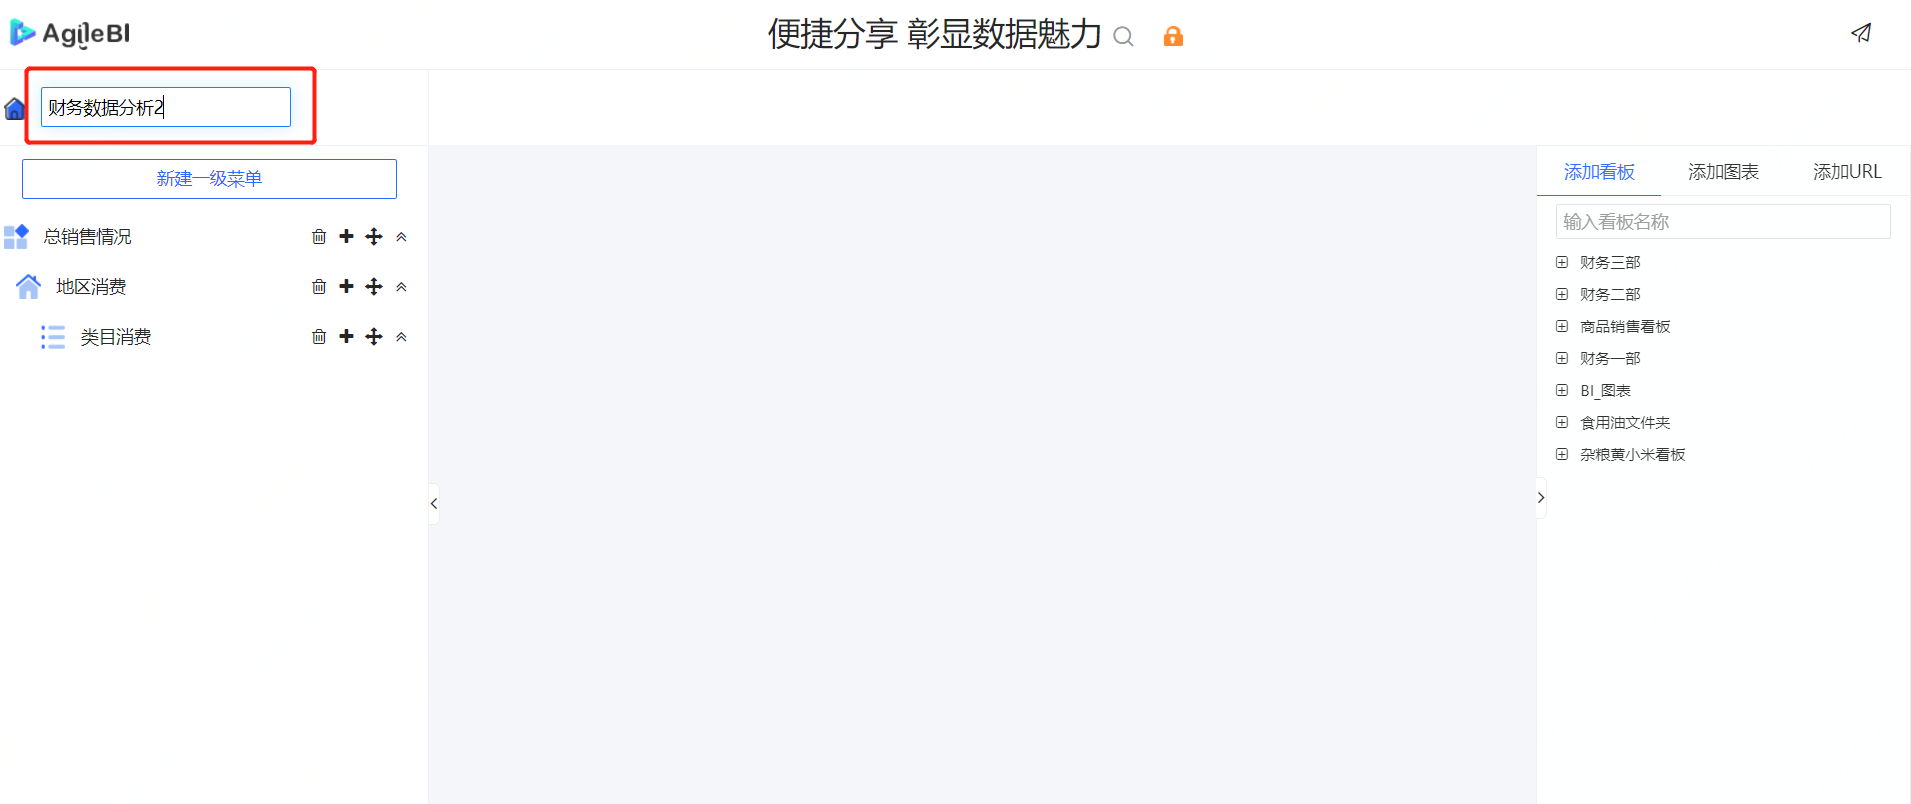 AgileBI
便捷分享 彰显数据魅力
财务数据分析2
新建一级菜单
总销售情况
地区消费
类目消费
添加看板 添加图表 添加URL
输入看板名称
财务三部
财务二部
商品销售看板
财务一部
BI_图表
食用油文件夹
杂粮黄小米看板